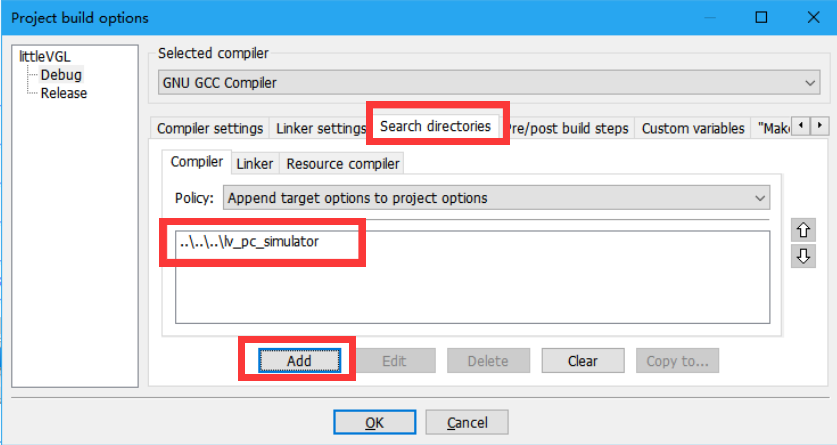 Project build options
littleVGL
Debug
Release
Selected compiler
GNU GCC Compiler
Compiler settings
Linker settings
Search directories
Pre/post build steps
Custom variables
"Mak
Compiler
Linker
Resource compiler
Policy:
Append target options to project options
..\..\..\lv_pc_simulator
Add
Edit
Delete
Clear
Copy to...
OK
Cancel